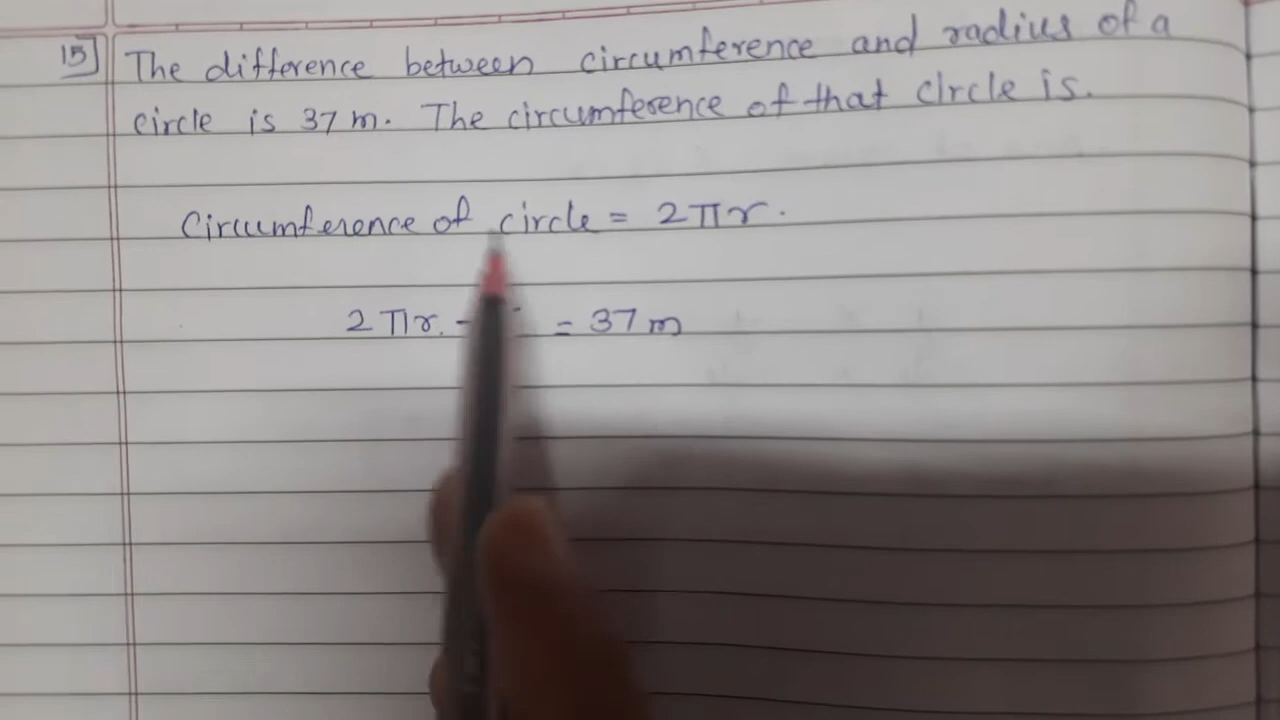 15] The difference between circumference and radius of a
circle is 37 m. The circumference of that circle is.
Circumference of circle = 2πr.
2πr. - = 37 m